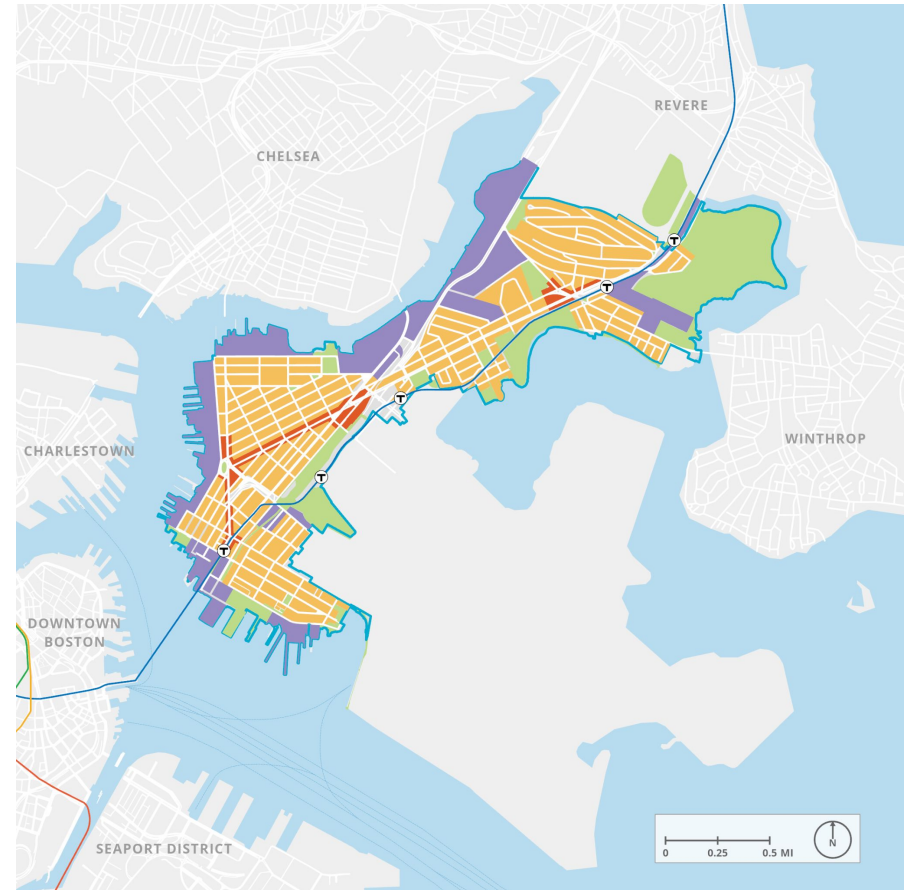 REVERE
CHELSEA
T
T
T
WINTHROP
CHARLESTOWN
T
T
DOWNTOWN
BOSTON
SEAPORT DISTRICT
N
0 0.25 0.5 MI